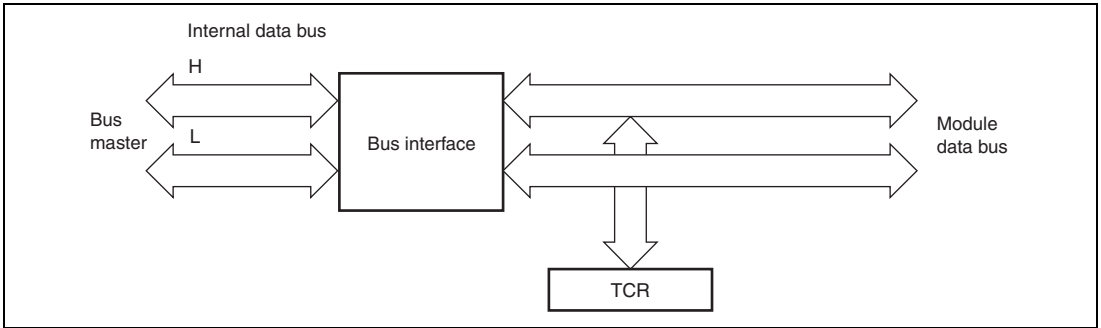 Internal data bus
H
Bus
master
L
Bus interface
Module
data bus
TCR